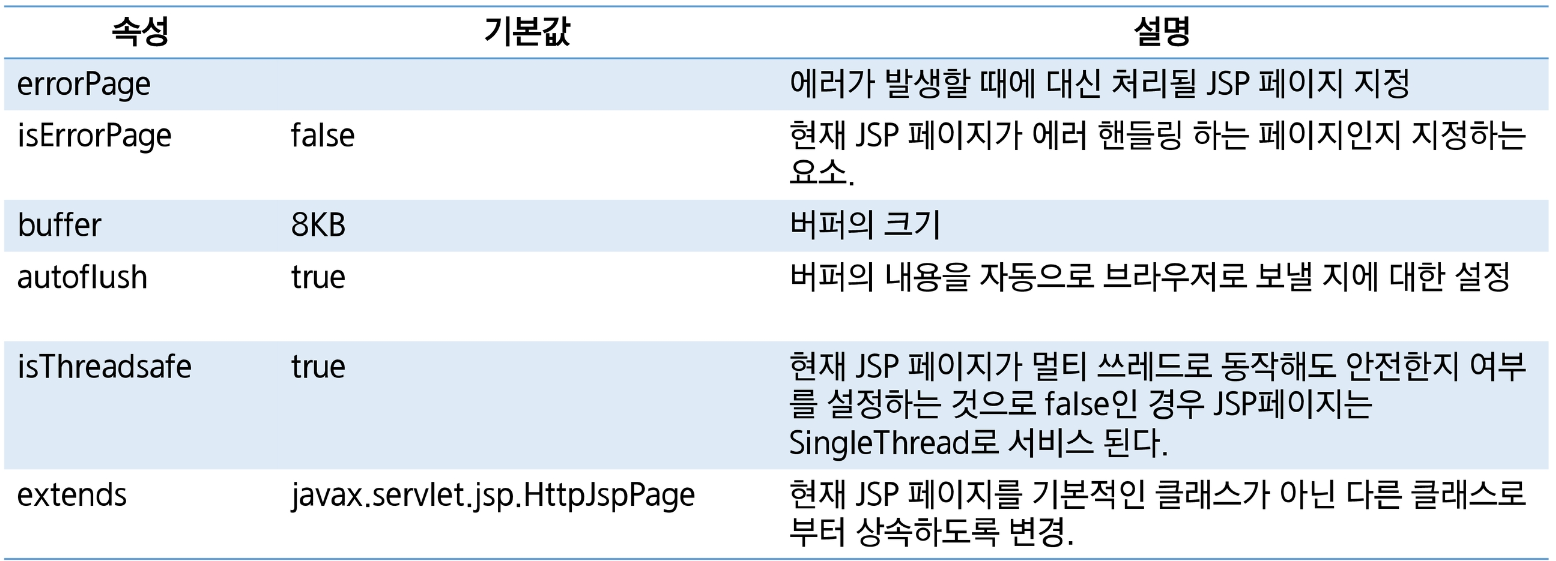 속성 기본값 설명
errorPage 에러가 발생할 때에 대신 처리될 JSP 페이지 지정
isErrorPage false 현재 JSP 페이지가 에러 핸들링 하는 페이지인지 지정하는
요소.
buffer 8KB 버퍼의 크기
autoflush true 버퍼의 내용을 자동으로 브라우저로 보낼 지에 대한 설정
isThreadsafe true 현재 JSP 페이지가 멀티 쓰레드로 동작해도 안전한지 여부
를 설정하는 것으로 false인 경우 JSP페이지는
SingleThread로 서비스 된다.
extends javax.servlet.jsp.HttpJspPage 현재 JSP 페이지를 기본적인 클래스가 아닌 다른 클래스로
부터 상속하도록 변경.